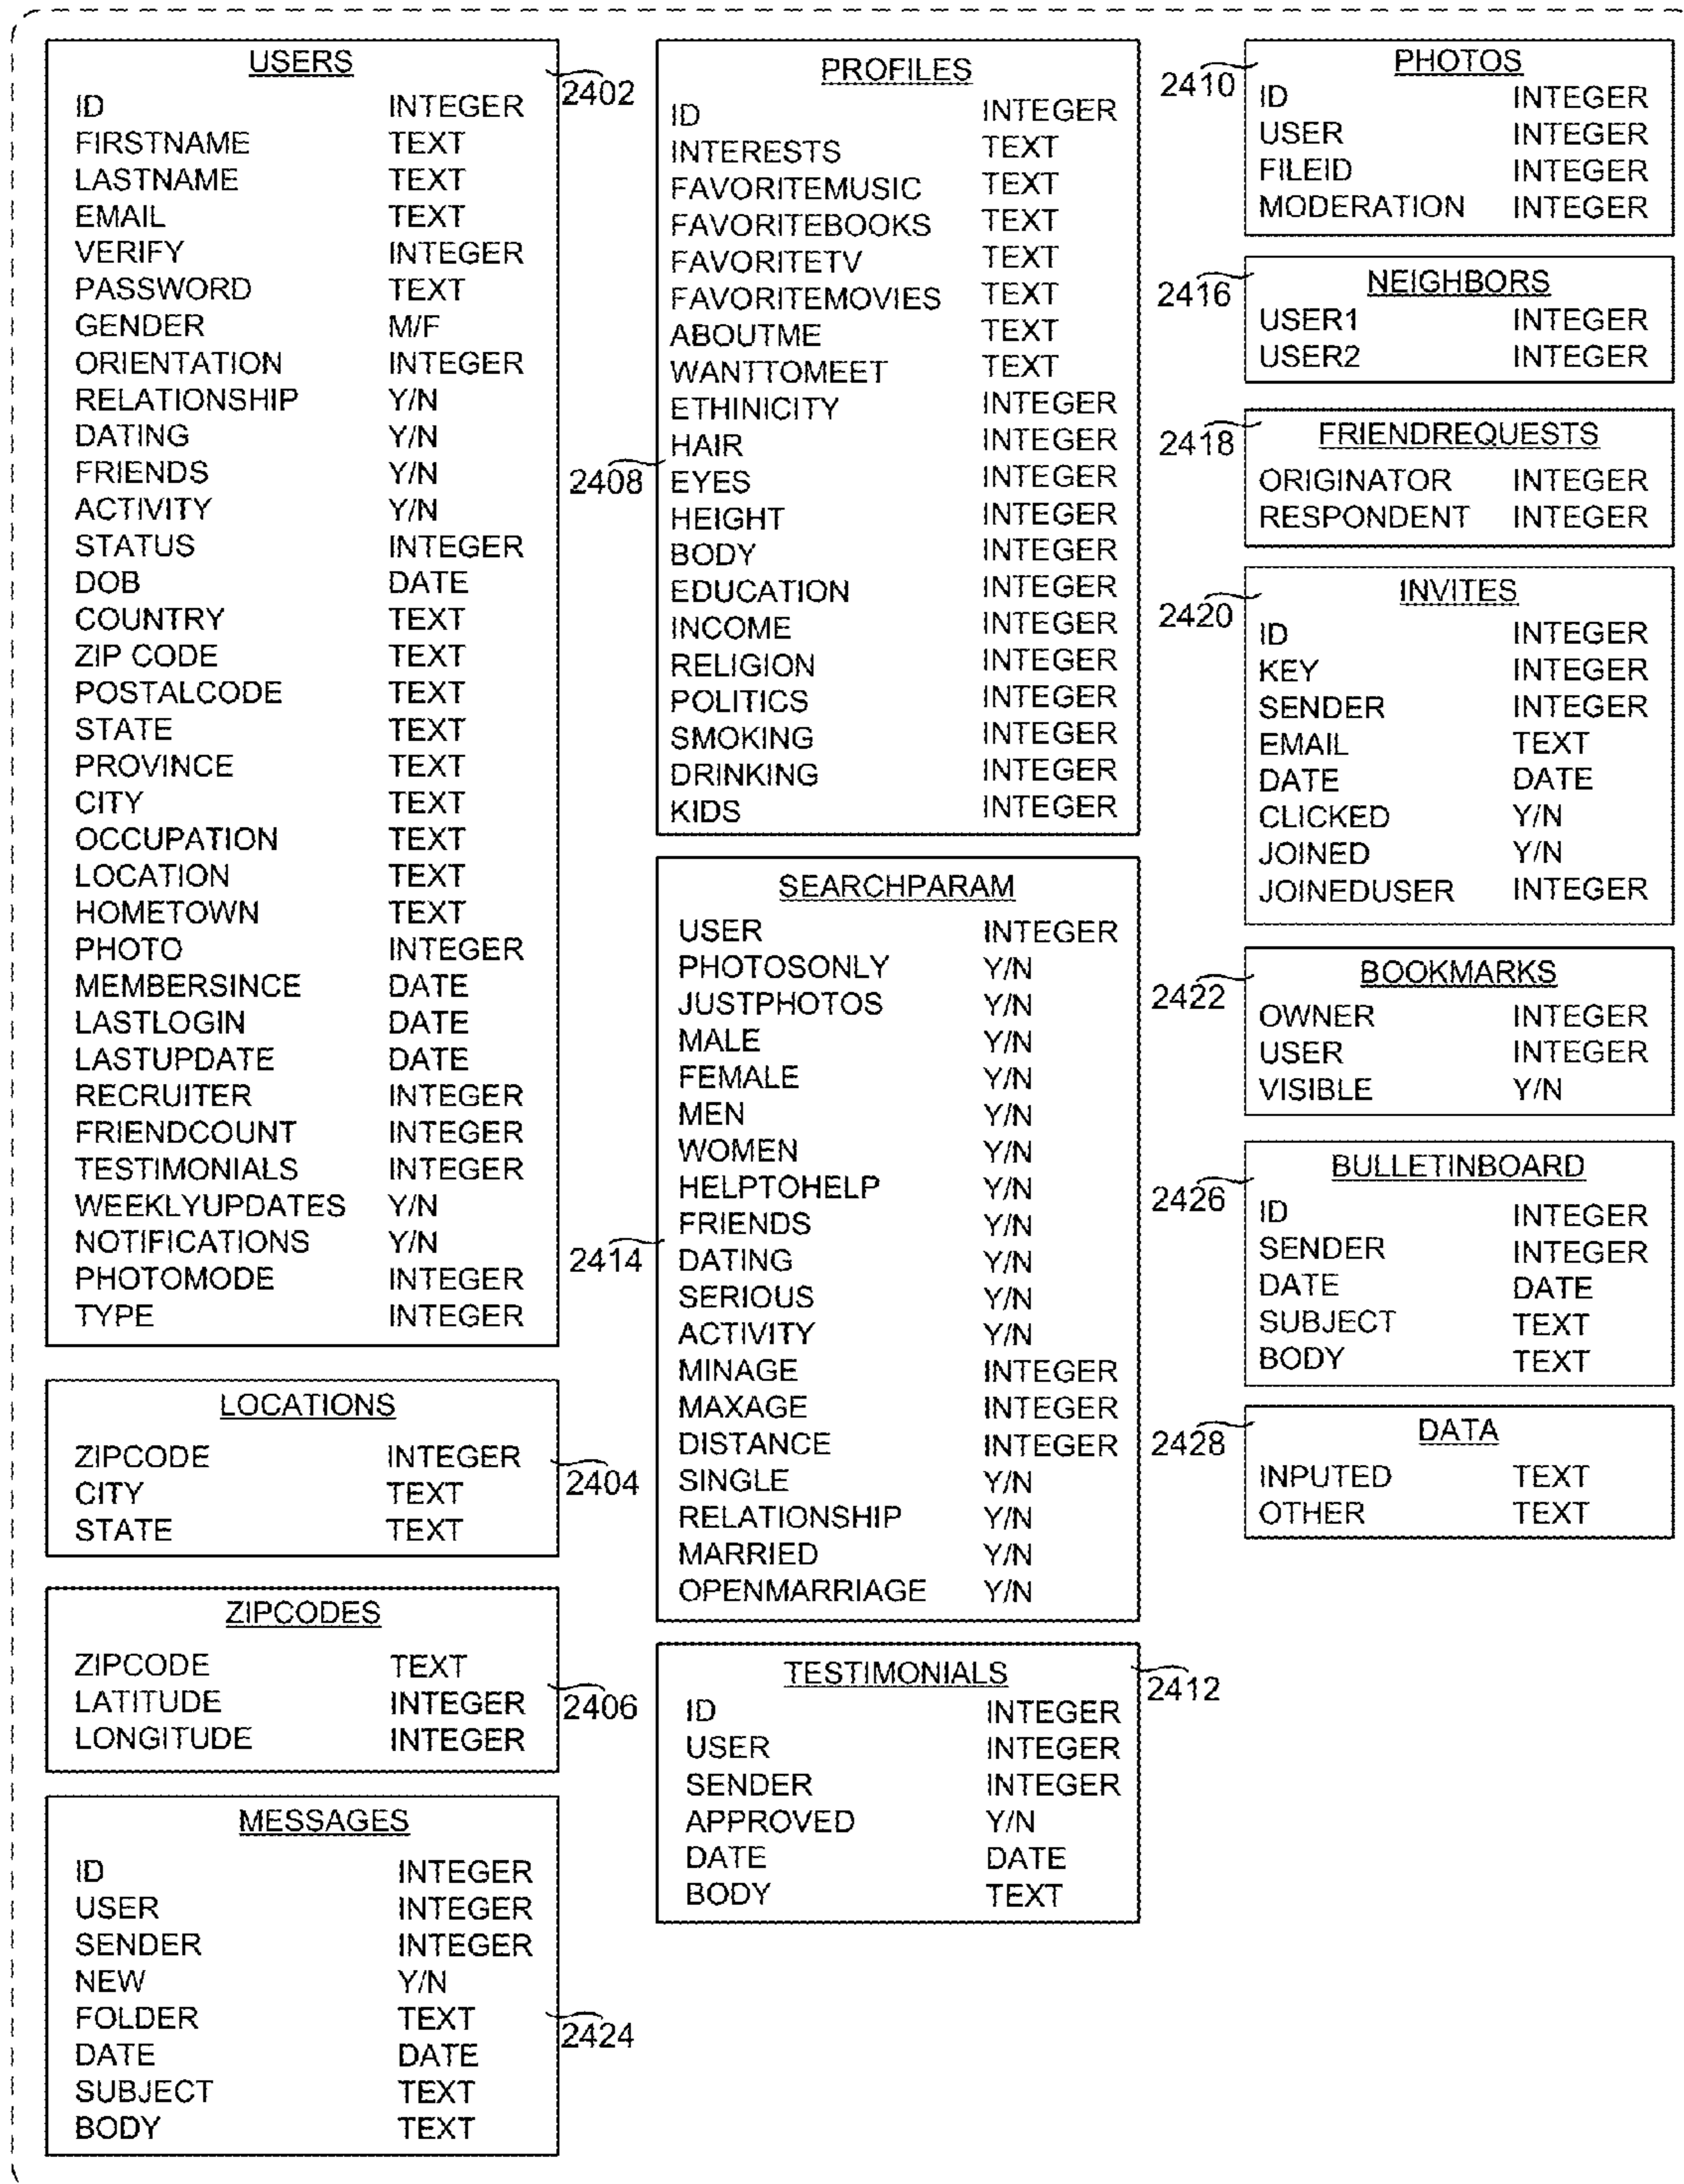 USERS
2402
ID INTEGER
FIRSTNAME TEXT
LASTNAME TEXT
EMAIL TEXT
VERIFY INTEGER
PASSWORD TEXT
GENDER M/F
ORIENTATION INTEGER
RELATIONSHIP Y/N
DATING Y/N
FRIENDS Y/N
ACTIVITY Y/N
STATUS INTEGER
DOB DATE
COUNTRY TEXT
ZIP CODE TEXT
POSTALCODE TEXT
STATE TEXT
PROVINCE TEXT
CITY TEXT
OCCUPATION TEXT
LOCATION TEXT
HOMETOWN TEXT
PHOTO INTEGER
MEMBERSINCE DATE
LASTLOGIN DATE
LASTUPDATE DATE
RECRUITER INTEGER
FRIENDCOUNT INTEGER
TESTIMONIALS INTEGER
WEEKLYUPDATES Y/N
NOTIFICATIONS Y/N
PHOTOMODE INTEGER
TYPE INTEGER
LOCATIONS
ZIPCODE INTEGER
2404
CITY TEXT
STATE TEXT
ZIPCODES
ZIPCODE TEXT
LATITUDE INTEGER
2406
LONGITUDE INTEGER
MESSAGES
ID INTEGER
USER INTEGER
SENDER INTEGER
NEW Y/N
FOLDER TEXT
2424
DATE DATE
SUBJECT TEXT
BODY TEXT
PROFILES
ID INTEGER
INTERESTS TEXT
FAVORITEMUSIC TEXT
FAVORITEBOOKS TEXT
FAVORITETV TEXT
FAVORITEMOVIES TEXT
ABOUTME TEXT
WANTTOMEET TEXT
ETHINICITY INTEGER
HAIR INTEGER
2408
EYES INTEGER
HEIGHT INTEGER
BODY INTEGER
EDUCATION INTEGER
INCOME INTEGER
RELIGION INTEGER
POLITICS INTEGER
SMOKING INTEGER
DRINKING INTEGER
KIDS INTEGER
SEARCHPARAM
USER INTEGER
PHOTOSONLY Y/N
JUSTPHOTOS Y/N
MALE Y/N
FEMALE Y/N
MEN Y/N
WOMEN Y/N
HELPTOHELP Y/N
FRIENDS Y/N
2414
DATING Y/N
SERIOUS Y/N
ACTIVITY Y/N
MINAGE INTEGER
MAXAGE INTEGER
DISTANCE INTEGER
SINGLE Y/N
RELATIONSHIP Y/N
MARRIED Y/N
OPENMARRIAGE Y/N
TESTIMONIALS
2412
ID INTEGER
USER INTEGER
SENDER INTEGER
APPROVED Y/N
DATE DATE
BODY TEXT
PHOTOS
2410
ID INTEGER
USER INTEGER
FILEID INTEGER
MODERATION INTEGER
NEIGHBORS
2416
USER1 INTEGER
USER2 INTEGER
FRIENDREQUESTS
2418
ORIGINATOR INTEGER
RESPONDENT INTEGER
INVITES
2420
ID INTEGER
KEY INTEGER
SENDER INTEGER
EMAIL TEXT
DATE DATE
CLICKED Y/N
JOINED Y/N
JOINEDUSER INTEGER
BOOKMARKS
2422
OWNER INTEGER
USER INTEGER
VISIBLE Y/N
BULLETINBOARD
2426
ID INTEGER
SENDER INTEGER
DATE DATE
SUBJECT TEXT
BODY TEXT
DATA
2428
INPUTED TEXT
OTHER TEXT